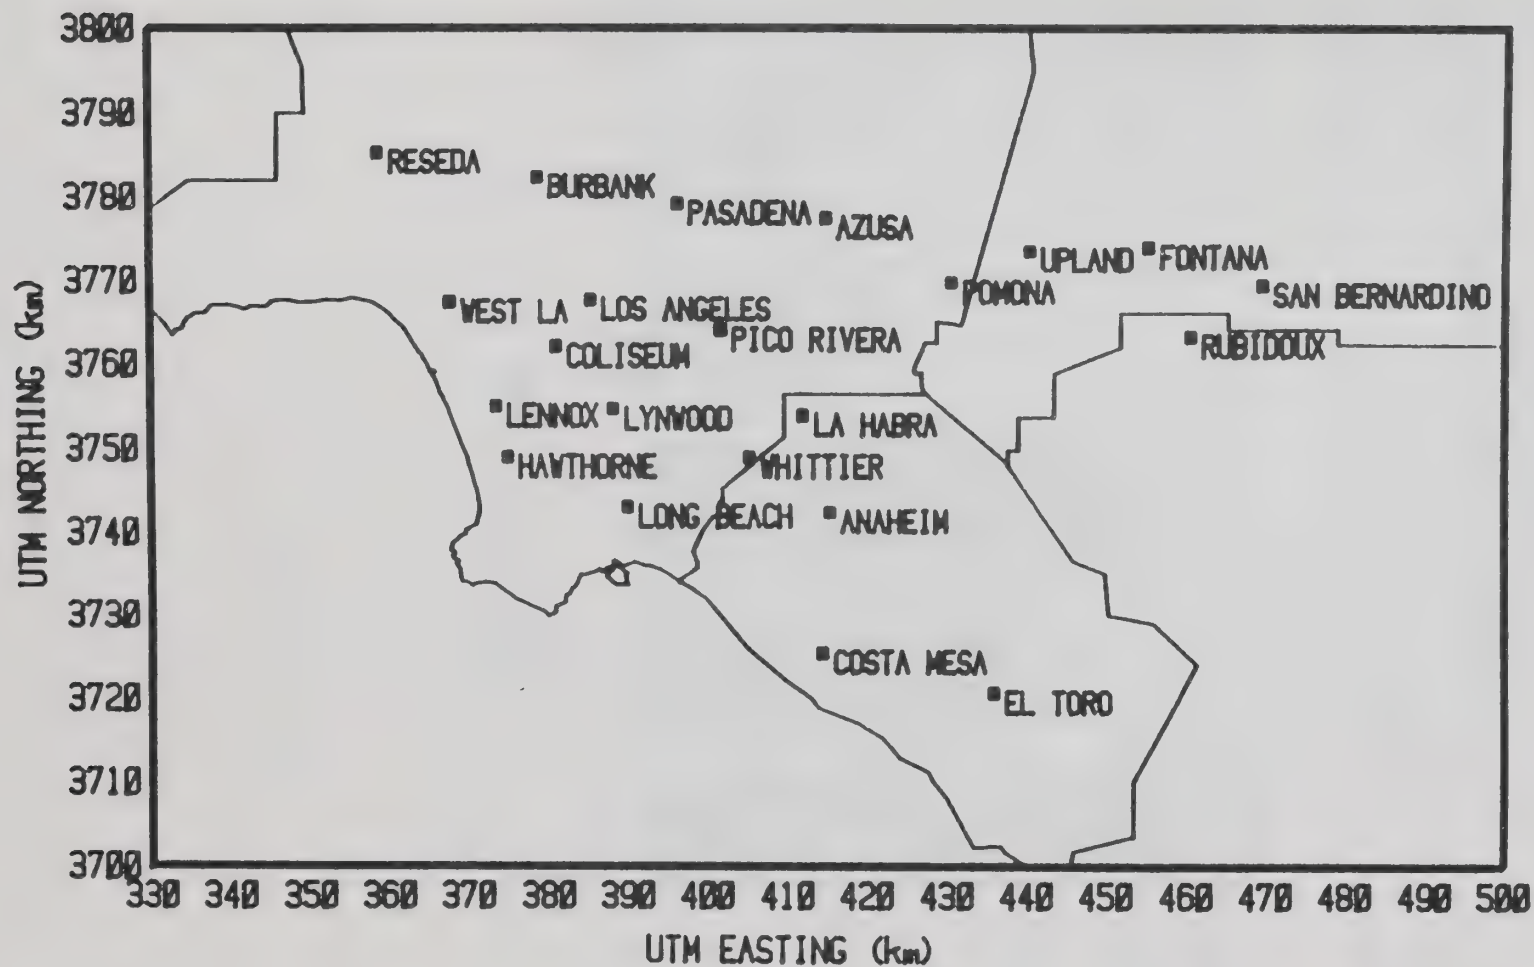 3800
3790
3780
3770
3760
3750
3740
3730
3720
3710
3700
UTM NORTHING (km)
RESEDA
BURBANK
PASADENA
AZUSA
UPLAND
FONTANA
POMONA
SAN BERNARDINO
WEST LA
LOS ANGELES
PICO RIVERA
RUBIDOUX
COLISEUM
LENNOX
LYNWOOD
LA HABRA
HAWTHORNE
WHITTIER
LONG BEACH
ANAHEIM
COSTA MESA
EL TORO
330 340 350 360 370 380 390 400 410 420 430 440 450 460 470 480 490 500
UTM EASTING (km)